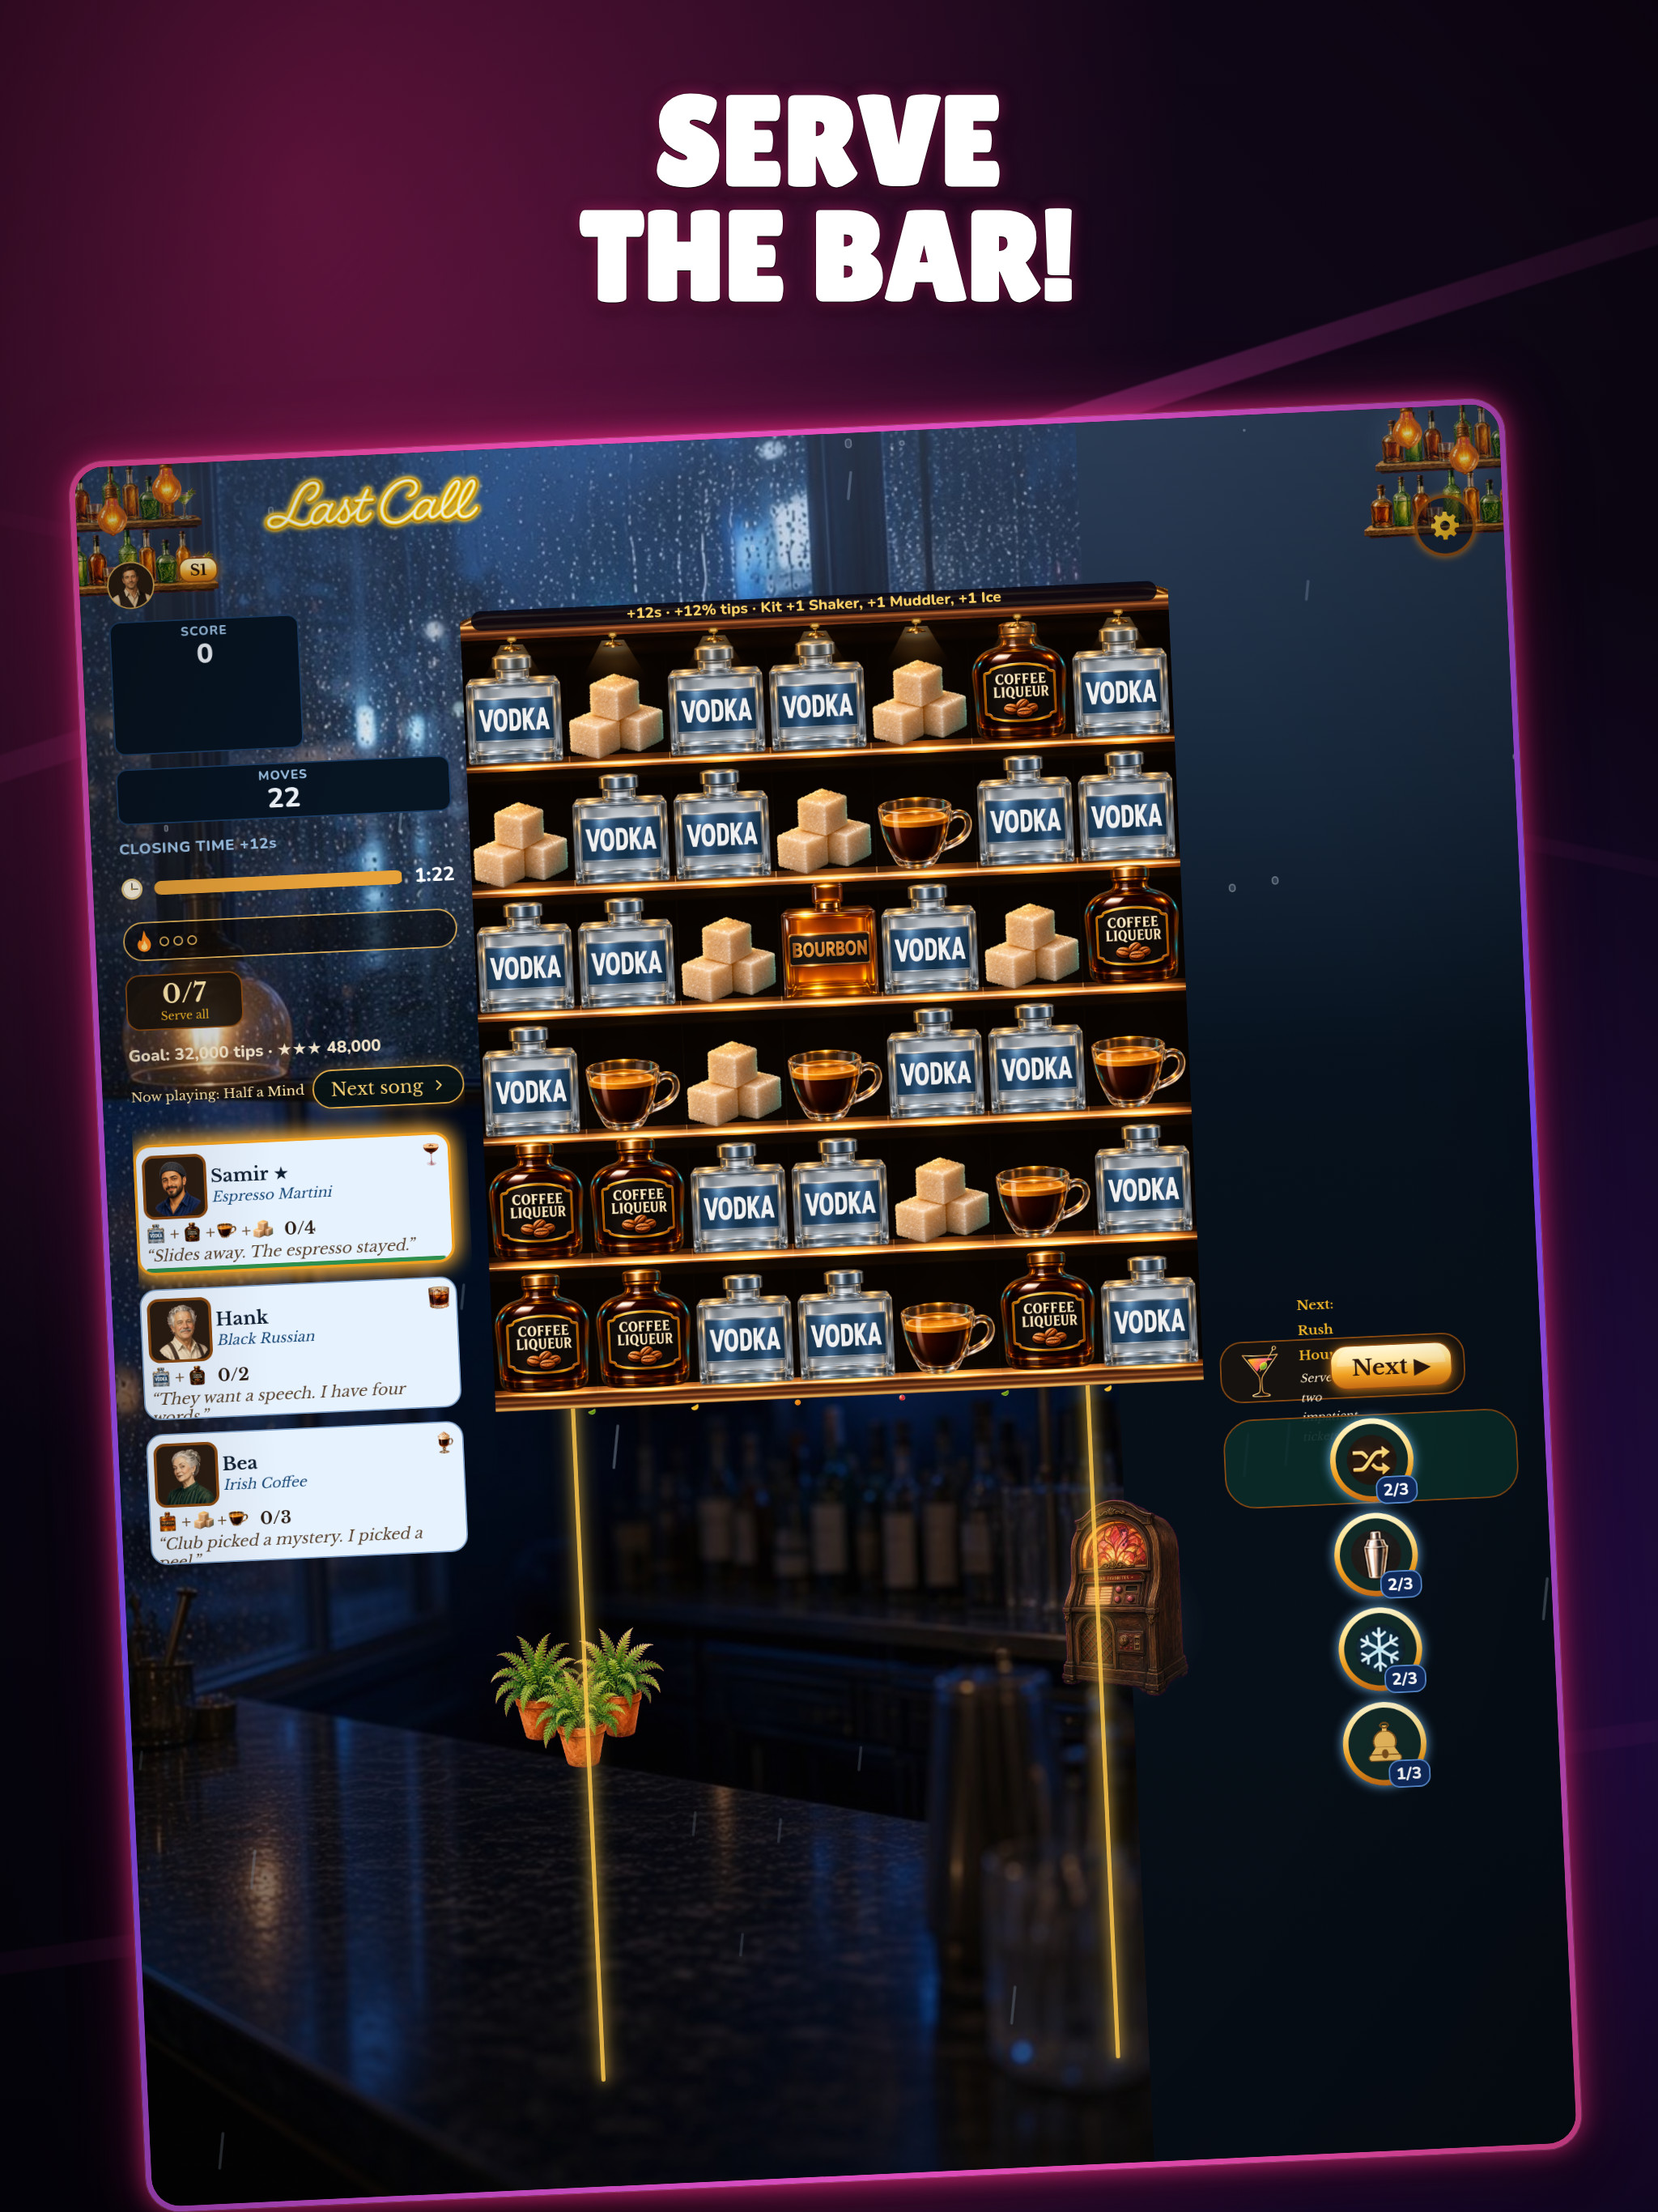 SERVE
THE BAR!
Last Call
S1
SCORE
0
MOVES
22
CLOSING TIME +12s
1:22
0/7
Serve all
Goal: 32,000 tips · ★★★ 48,000
Now playing: Half a Mind
Next song >
Samir ★
Espresso Martini
+ + + 0/4
“Slides away. The espresso stayed.”
Hank
Black Russian
+ 0/2
“They want a speech. I have four
words.”
Bea
Irish Coffee
+ + 0/3
“Club picked a mystery. I picked a
peel.”
+12s · +12% tips · Kit +1 Shaker, +1 Muddler, +1 Ice
VODKA VODKA VODKA COFFEE LIQUEUR VODKA
VODKA VODKA VODKA VODKA
VODKA VODKA BOURBON VODKA COFFEE LIQUEUR
VODKA VODKA VODKA
COFFEE LIQUEUR COFFEE LIQUEUR VODKA VODKA VODKA
COFFEE LIQUEUR COFFEE LIQUEUR VODKA VODKA COFFEE LIQUEUR VODKA
Next:
Rush
Hour
Serve
two
impatient
Next ▶
2/3
2/3
2/3
1/3